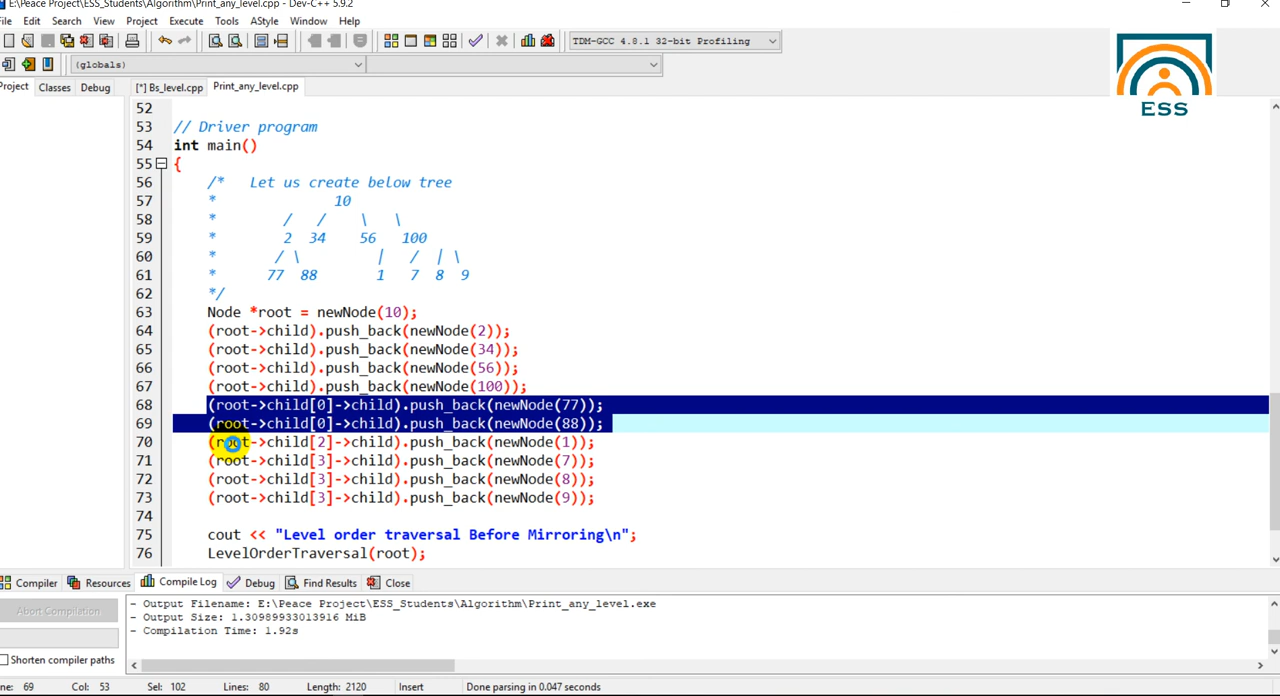 E:\Peace Project\ESS_Students\Algorithm\Print_any_level.cpp - Dev-C++ 5.9.2
File Edit Search View Project Execute Tools AStyle Window Help
TDM-GCC 4.8.1 32-bit Profiling
(globals)
ESS
Project Classes Debug [*] Bs_level.cpp Print_any_level.cpp
52
53 // Driver program
54 int main()
55 {
56 /* Let us create below tree
57 * 10
58 * / / \ \
59 * 2 34 56 100
60 * / \ | / | \
61 * 77 88 1 7 8 9
62 */
63 Node *root = newNode(10);
64 (root->child).push_back(newNode(2));
65 (root->child).push_back(newNode(34));
66 (root->child).push_back(newNode(56));
67 (root->child).push_back(newNode(100));
68 (root->child[0]->child).push_back(newNode(77));
69 (root->child[0]->child).push_back(newNode(88));
70 (root->child[2]->child).push_back(newNode(1));
71 (root->child[3]->child).push_back(newNode(7));
72 (root->child[3]->child).push_back(newNode(8));
73 (root->child[3]->child).push_back(newNode(9));
74
75 cout << "Level order traversal Before Mirroring\n";
76 LevelOrderTraversal(root);
Compiler Resources Compile Log Debug Find Results Close
Abort Compilation
- Output Filename: E:\Peace Project\ESS_Students\Algorithm\Print_any_level.exe
- Output Size: 1.30989933013916 MiB
- Compilation Time: 1.92s
Shorten compiler paths
ne: 69 Col: 53 Sel: 102 Lines: 80 Length: 2120 Insert Done parsing in 0.047 seconds